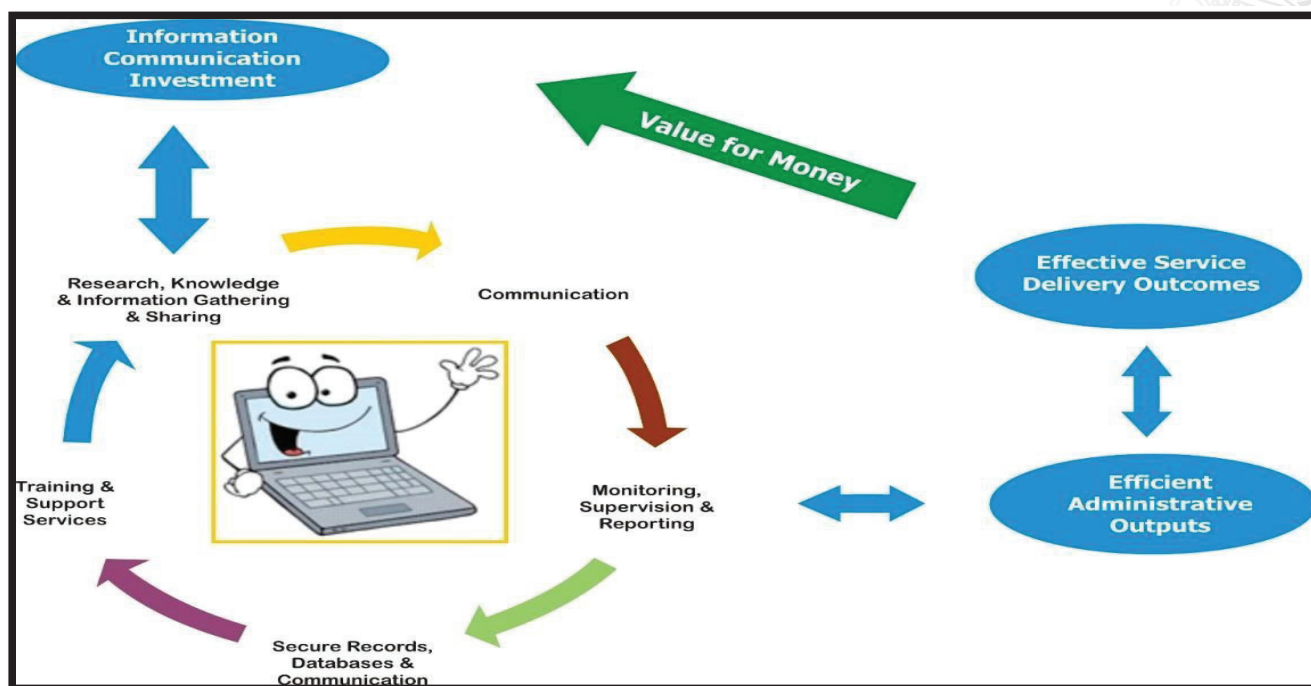 Information
Communication
Investment
Value for Money
Research, Knowledge
& Information Gathering
& Sharing
Communication
Effective Service
Delivery Outcomes
Training &
Support
Services
Monitoring,
Supervision &
Reporting
Efficient
Administrative
Outputs
Secure Records,
Databases &
Communication